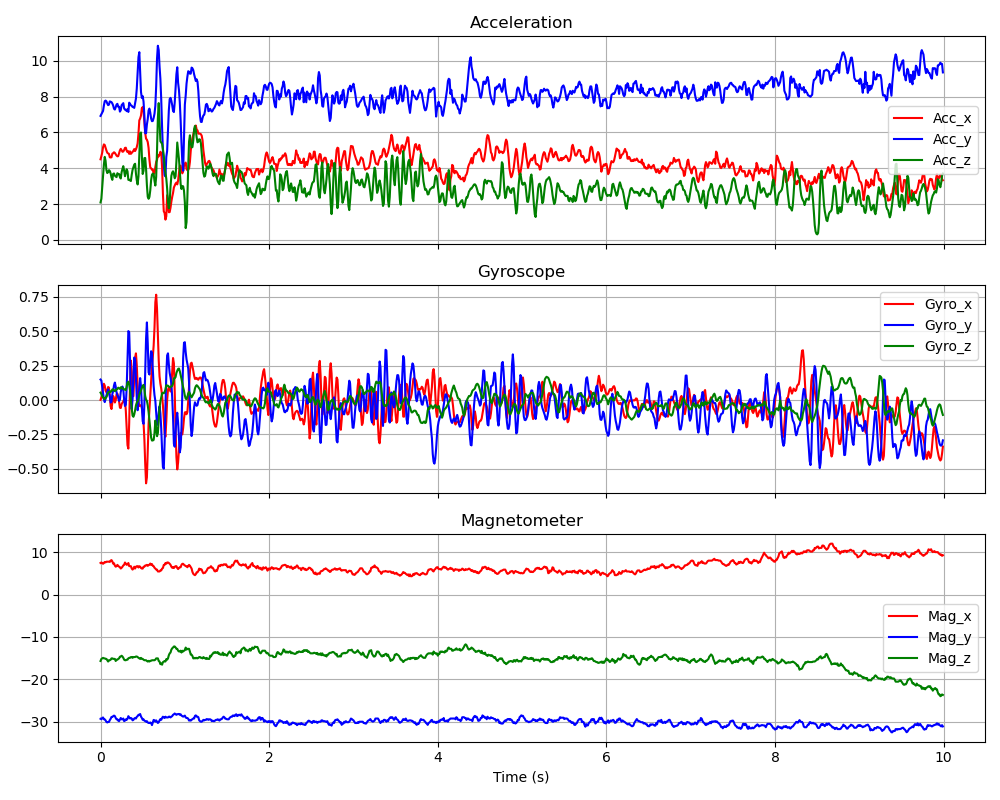 Acceleration
10
8
6
4
2
0
Acc_x
Acc_y
Acc_z
Gyroscope
0.75
0.50
0.25
0.00
−0.25
−0.50
Gyro_x
Gyro_y
Gyro_z
Magnetometer
10
0
−10
−20
−30
Mag_x
Mag_y
Mag_z
0 2 4 6 8 10
Time (s)